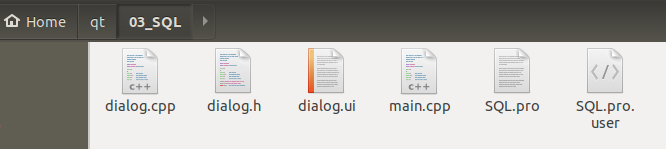 Home qt 03_SQL
dialog.cpp dialog.h dialog.ui main.cpp SQL.pro SQL.pro.
user